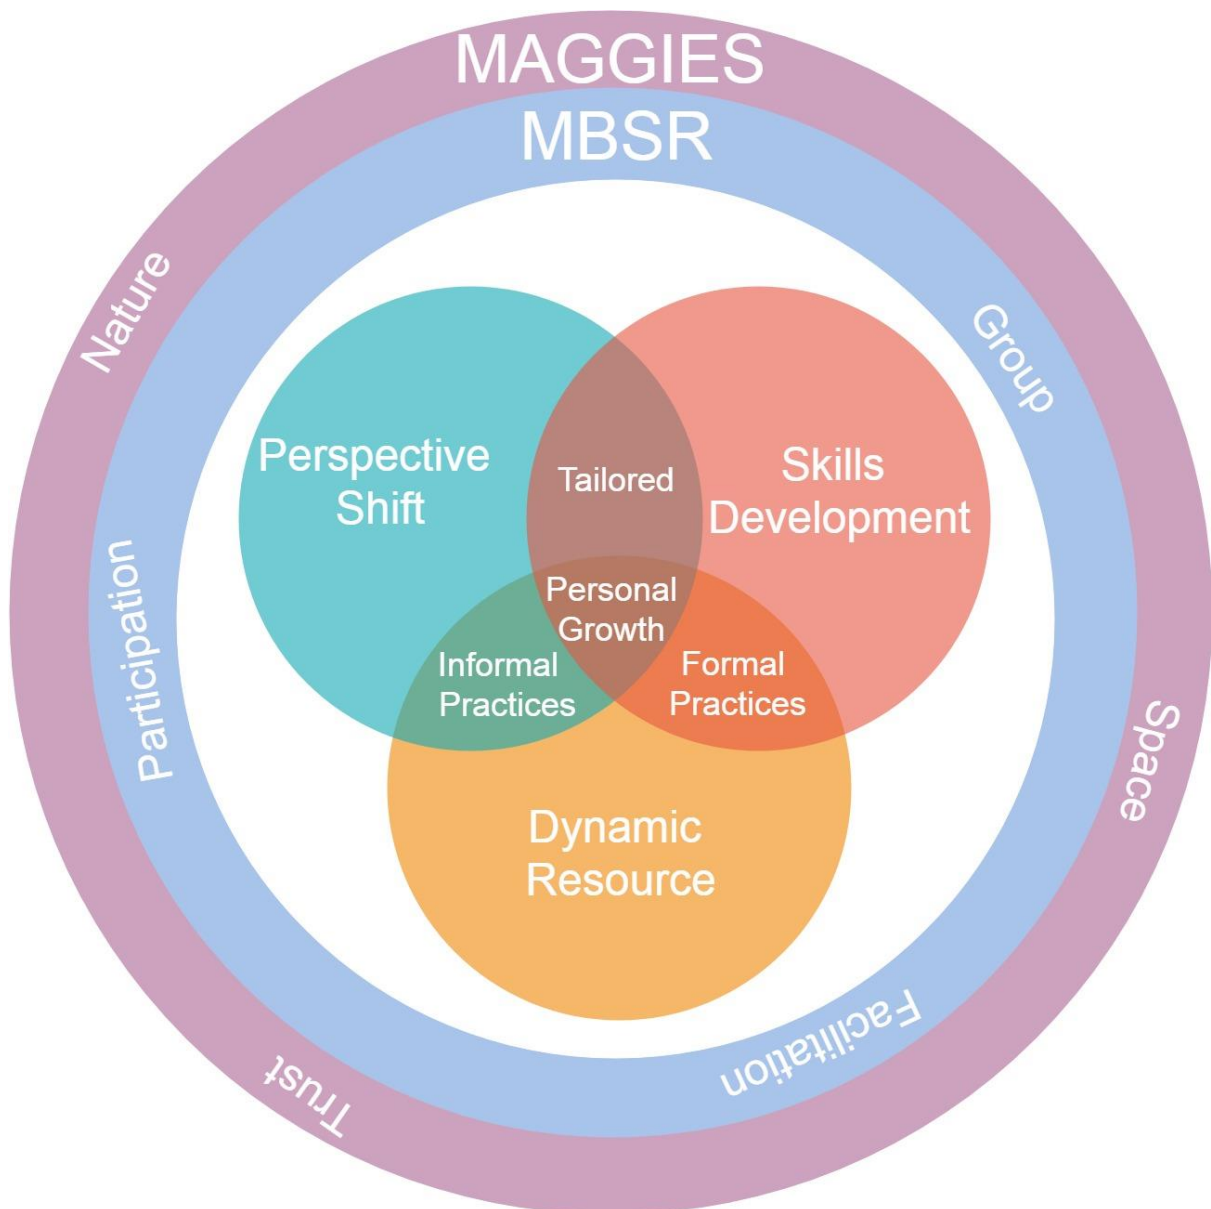 MAGGIES
MBSR
Nature
Group
Perspective
Shift
Tailored
Skills
Development
Personal
Growth
Informal
Practices
Formal
Practices
Participation
Space
Dynamic
Resource
Facilitation
Trust